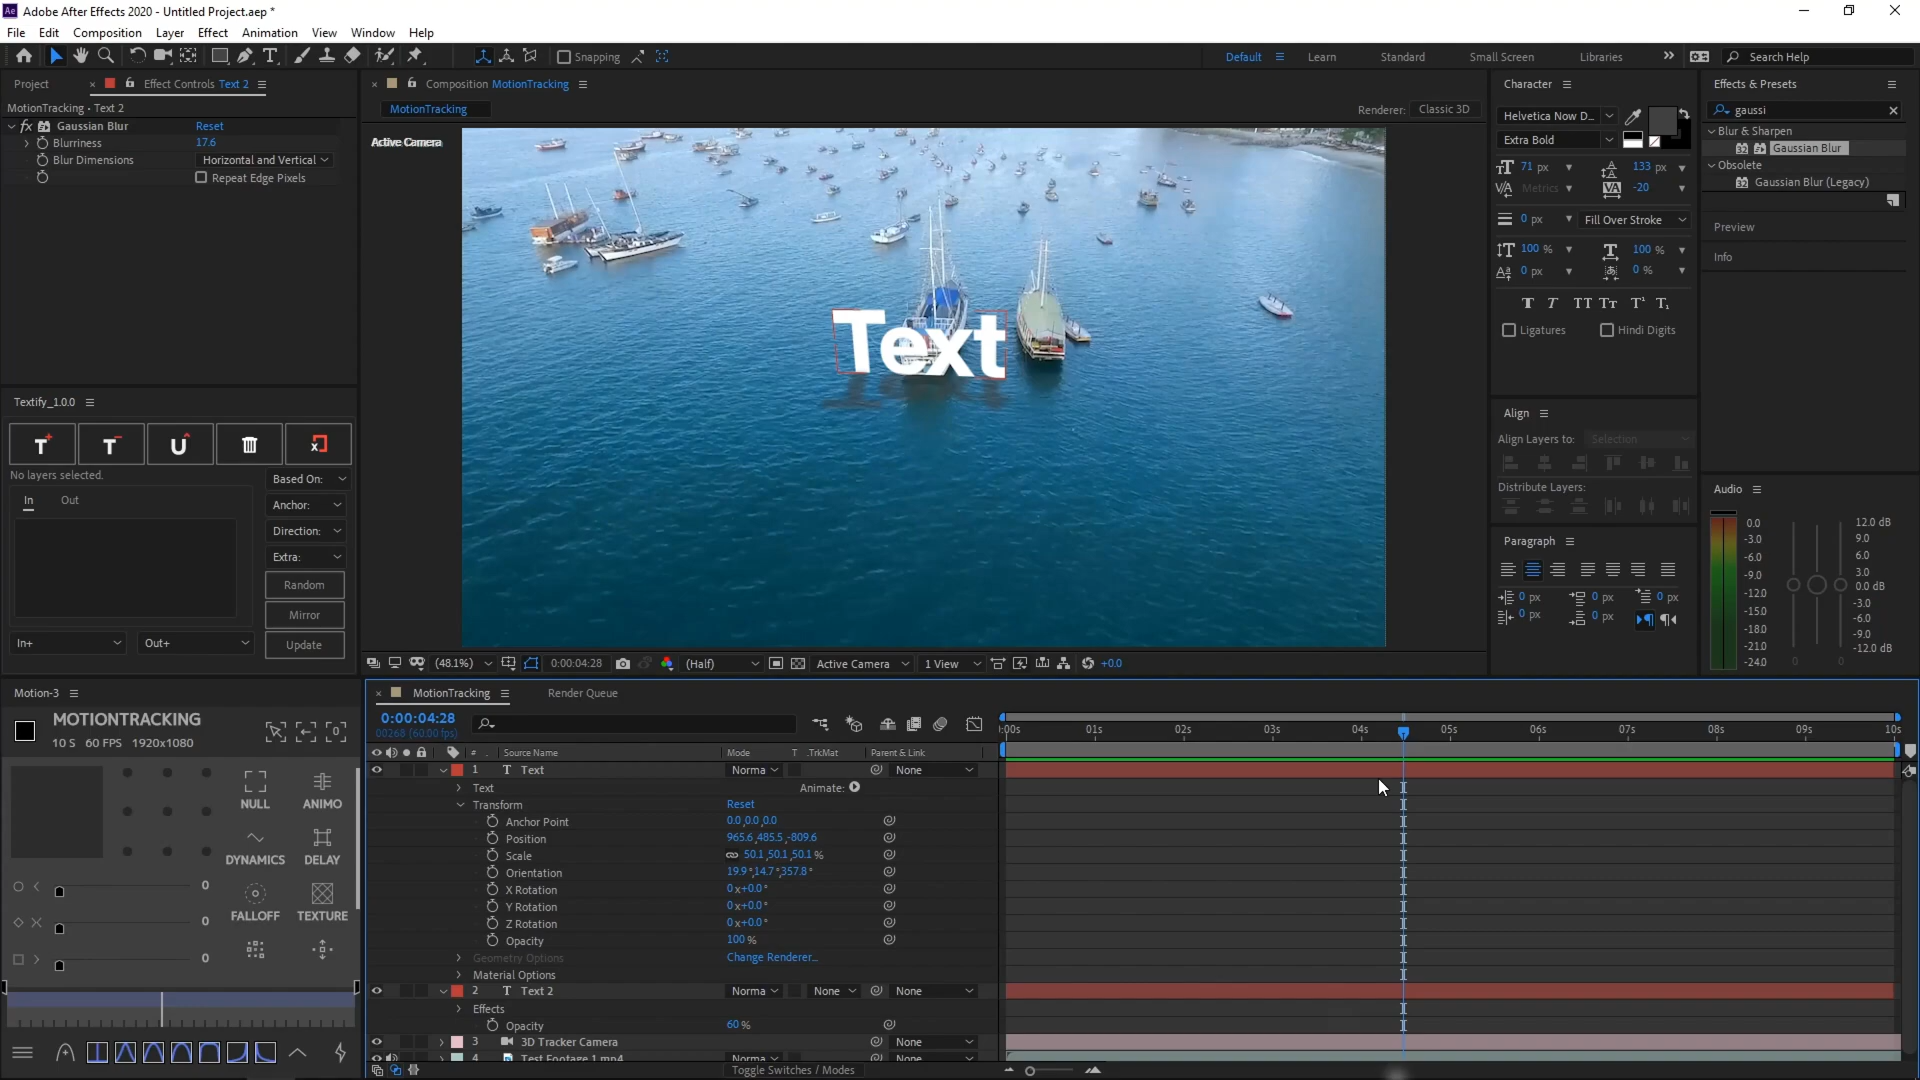 Ae Adobe After Effects 2020 - Untitled Project.aep *
File Edit Composition Layer Effect Animation View Window Help
Snapping
Default Learn Standard Small Screen Libraries » Search Help
Project × Effect Controls Text 2
MotionTracking • Text 2
fx Gaussian Blur Reset
Blurriness 17.6
Blur Dimensions Horizontal and Vertical
Repeat Edge Pixels
Textify_1.0.0
T+ T- U x
No layers selected.
In Out
Based On:
Anchor:
Direction:
Extra:
Random
Mirror
In+ Out+ Update
× Composition MotionTracking
MotionTracking
Renderer: Classic 3D
Active Camera
Text
(48.1%) 0:00:04:28 (Half) Active Camera 1 View +0.0
Character
Helvetica Now D...
Extra Bold
71 px 133 px
Metrics -20
0 px Fill Over Stroke
100 % 100 %
0 px 0 %
T T TT Tt T¹ T₁
Ligatures Hindi Digits
Align
Align Layers to: Selection
Distribute Layers:
Paragraph
0 px 0 px 0 px
0 px 0 px
Effects & Presets
gaussi
Blur & Sharpen
Gaussian Blur
Obsolete
Gaussian Blur (Legacy)
Preview
Info
Audio
0.0 12.0 dB
-3.0 9.0
-6.0 6.0
-9.0 3.0
-12.0 0.0 dB
-15.0 -3.0
-18.0 -6.0
-21.0 -9.0
-24.0 -12.0 dB
0 0
Motion-3
MOTIONTRACKING
10 S 60 FPS 1920x1080
NULL ANIMO
DYNAMICS DELAY
FALLOFF TEXTURE
0
0
0
× MotionTracking Render Queue
0:00:04:28
00268 (60.00 fps)
# Source Name Mode T .TrkMat Parent & Link
:00s 01s 02s 03s 04s 05s 06s 07s 08s 09s 10s
1 T Text Norma None
Text Animate:
Transform Reset
Anchor Point 0.0,0.0,0.0
Position 965.6,485.5,-809.6
Scale 50.1,50.1,50.1 %
Orientation 19.9°,14.7°,357.8°
X Rotation 0x+0.0°
Y Rotation 0x+0.0°
Z Rotation 0x+0.0°
Opacity 100 %
Geometry Options Change Renderer...
Material Options
2 T Text 2 Norma None None
Effects
Opacity 60 %
3 3D Tracker Camera None
4 Test Footage 1.mp4 Norma None
Toggle Switches / Modes